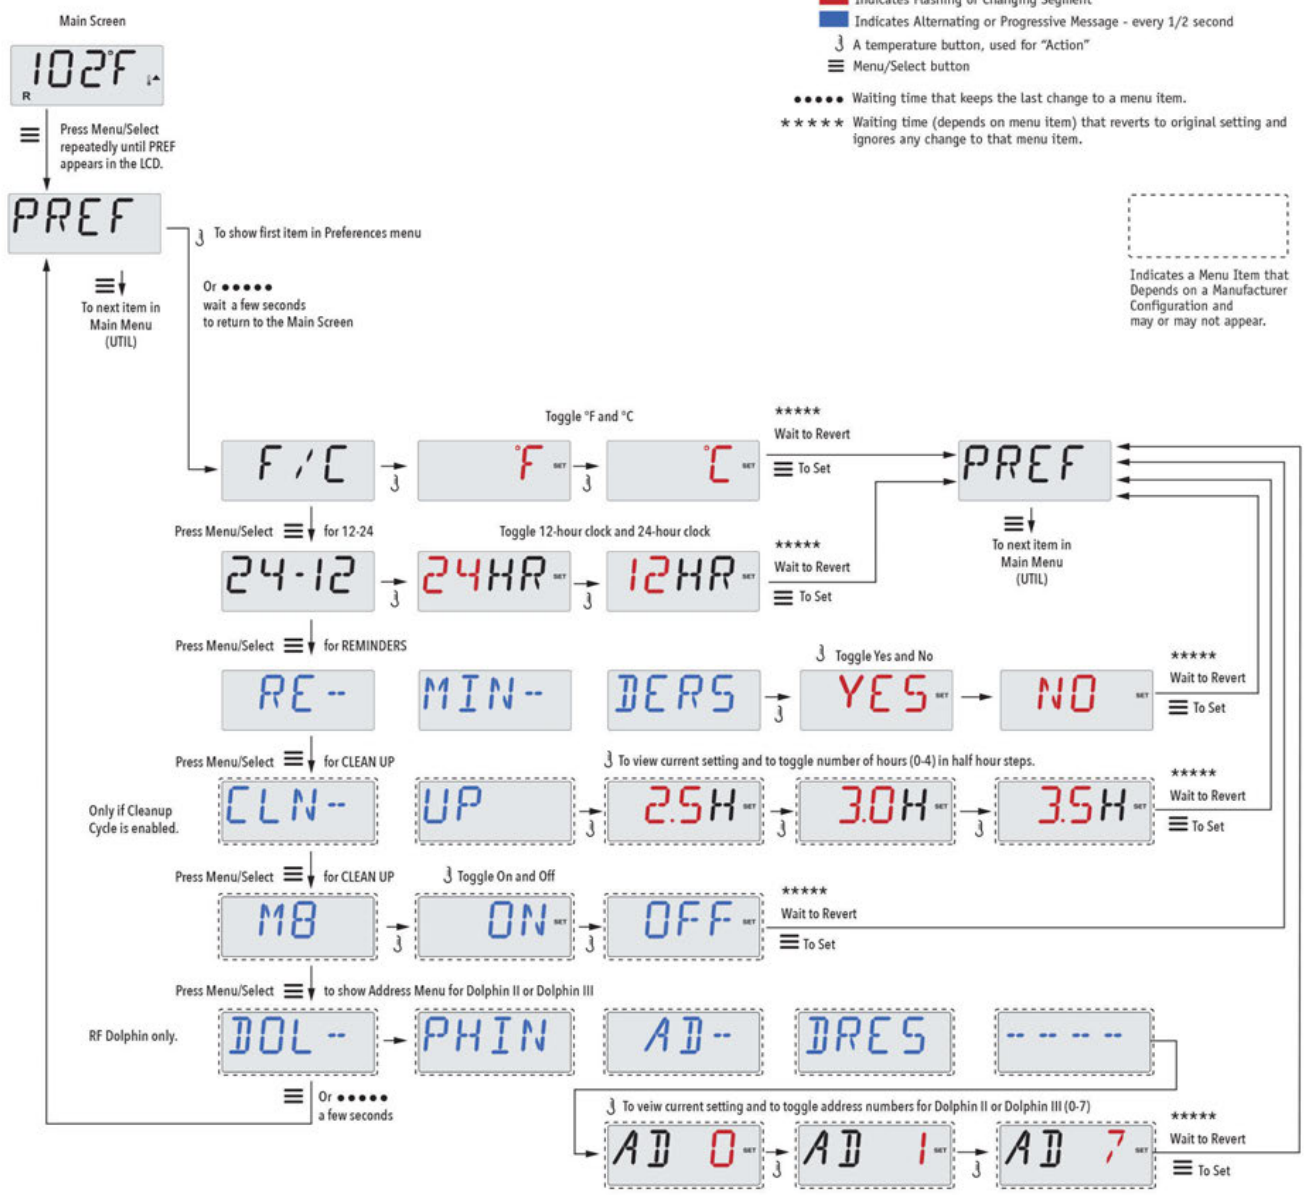 Indicates Flashing or Changing Segment
Main Screen
Indicates Alternating or Progressive Message - every 1/2 second
A temperature button, used for “Action”
102°F
R
Menu/Select button
••••• Waiting time that keeps the last change to a menu item.
***** Waiting time (depends on menu item) that reverts to original setting and
ignores any change to that menu item.
Press Menu/Select
repeatedly until PREF
appears in the LCD.
PREF
To show first item in Preferences menu
Or •••••
wait a few seconds
to return to the Main Screen
To next item in
Main Menu
(UTIL)
Indicates a Menu Item that
Depends on a Manufacturer
Configuration and
may or may not appear.
Toggle °F and °C
*****
Wait to Revert
To Set
F/C
°F SET
°C SET
PREF
To next item in
Main Menu
(UTIL)
Press Menu/Select for 12-24
Toggle 12-hour clock and 24-hour clock
*****
Wait to Revert
To Set
24-12
24HR SET
12HR SET
Press Menu/Select for REMINDERS
Toggle Yes and No
*****
Wait to Revert
To Set
RE--
MIN--
DERS
YES SET
NO SET
Press Menu/Select for CLEAN UP
To view current setting and to toggle number of hours (0-4) in half hour steps.
*****
Wait to Revert
To Set
Only if Cleanup
Cycle is enabled.
CLN--
UP
2.5H SET
3.0H SET
3.5H SET
Press Menu/Select for CLEAN UP
Toggle On and Off
*****
Wait to Revert
To Set
M8
ON SET
OFF SET
Press Menu/Select to show Address Menu for Dolphin II or Dolphin III
RF Dolphin only.
DOL--
PHIN
AD--
DRES
----
Or •••••
a few seconds
To veiw current setting and to toggle address numbers for Dolphin II or Dolphin III (0-7)
*****
Wait to Revert
To Set
AD 0 SET
AD 1 SET
AD 7 SET